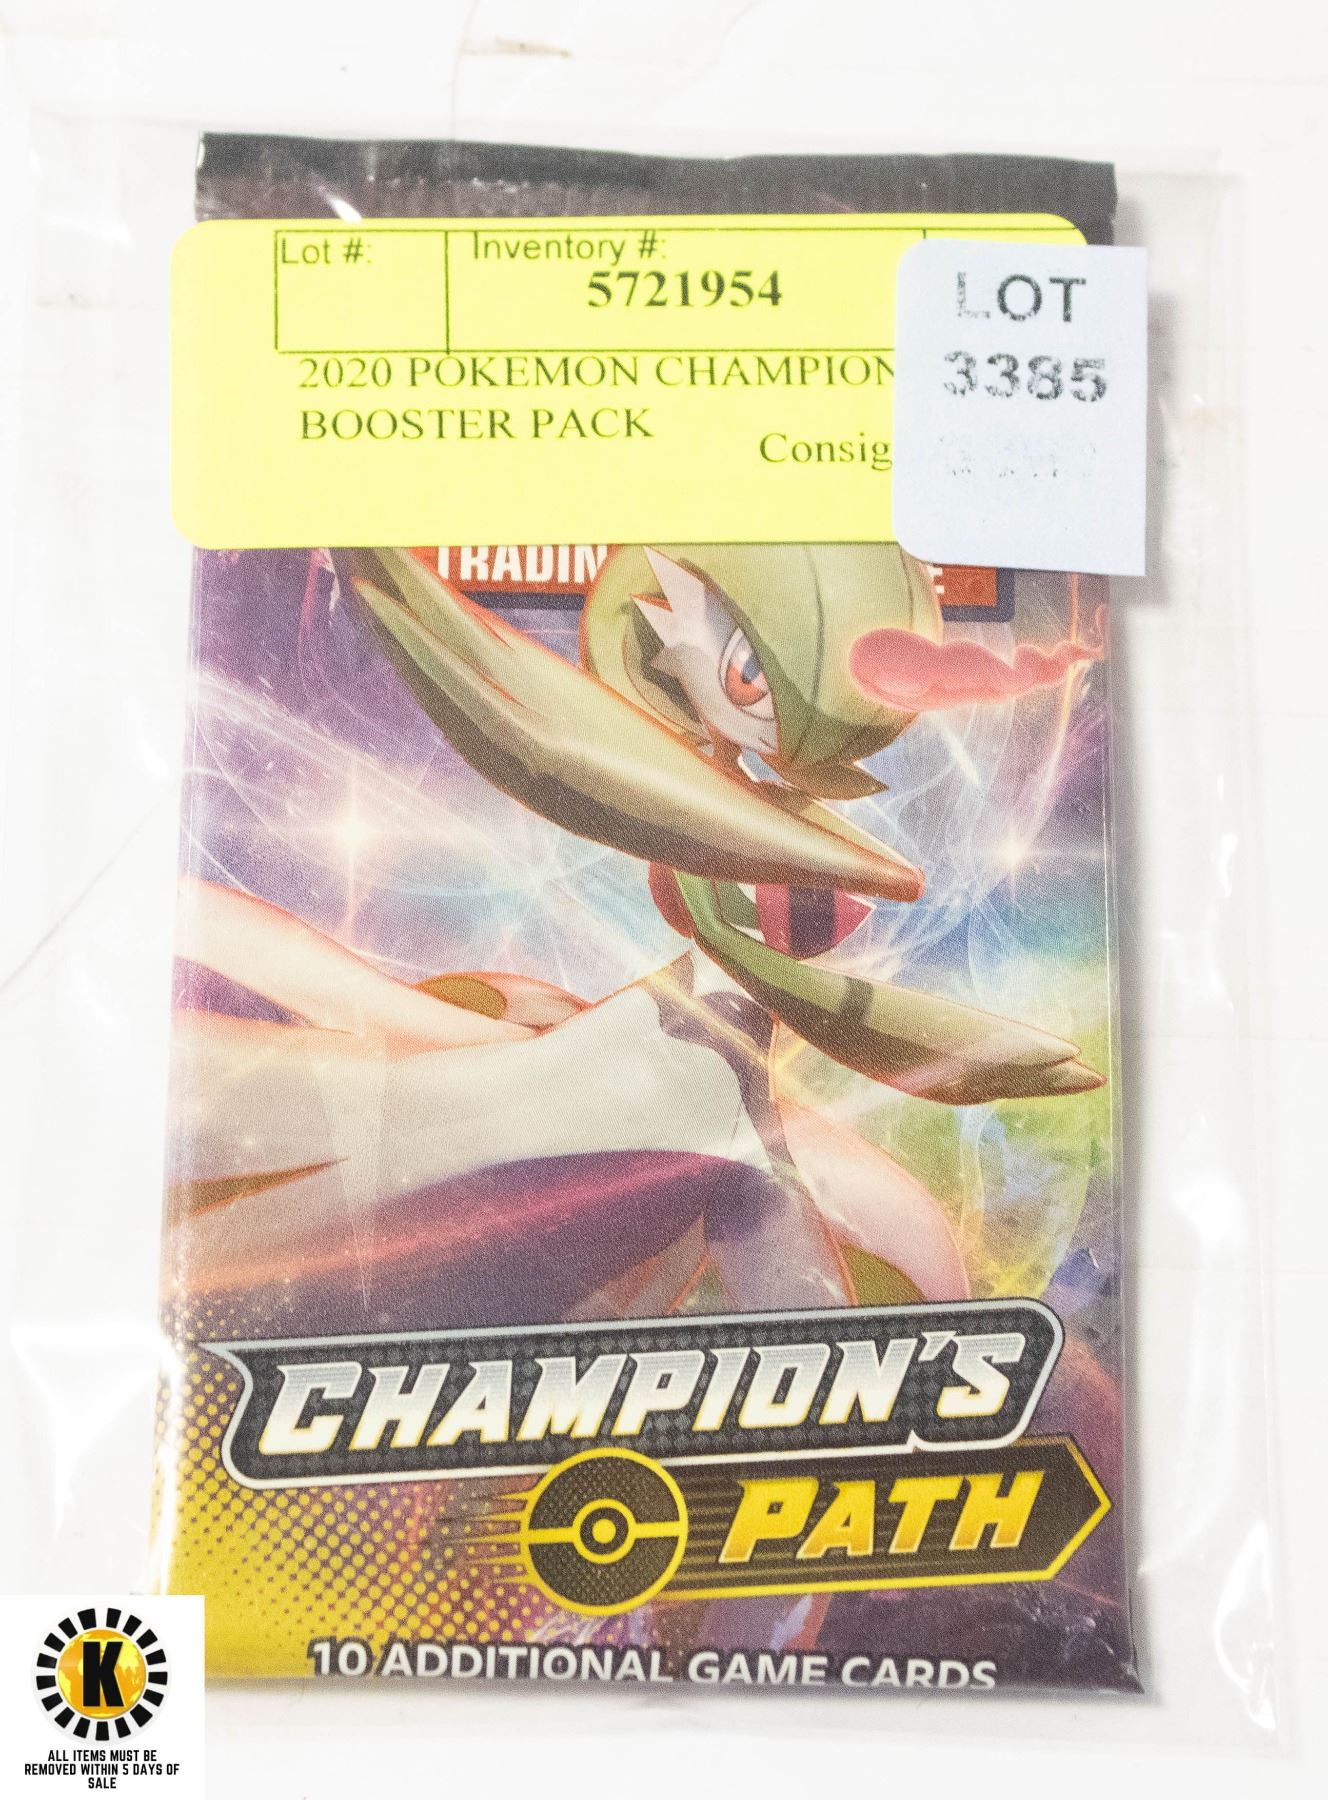 Lot #:
Inventory #:
5721954
2020 POKEMON CHAMPION
BOOSTER PACK
Consig
LOT
3385
TRADIN
E
CHAMPION'S
PATH
10 ADDITIONAL GAME CARDS
K
ALL ITEMS MUST BE
REMOVED WITHIN 5 DAYS OF
SALE